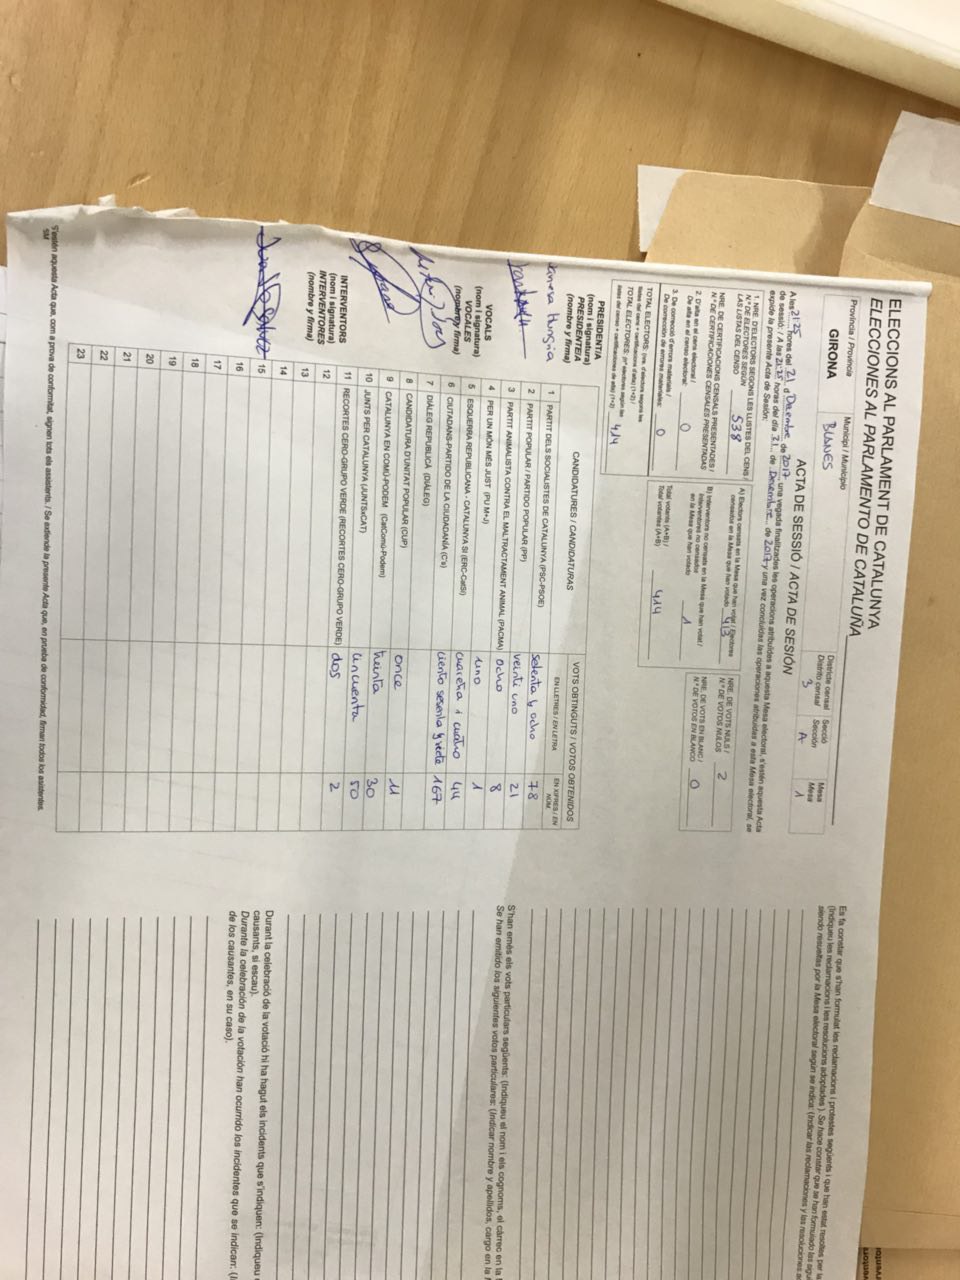 ELECCIONS AL PARLAMENT DE CATALUNYA
ELECCIONES AL PARLAMENTO DE CATALUÑA
Província / Provincia
GIRONA
Municipi / Municipio
BLANES
Districte censal
Distrito censal
3
Secció
Sección
A
Mesa
Mesa
1
ACTA DE SESSIÓ / ACTA DE SESIÓN
A les 21:25 hores del 21 d Decembre de 2017, una vegada finalitzades les operacions atribuïdes a aquesta Mesa electoral, s'estén aquesta Acta
de sessió: / A las 21:25 horas del día 21 de Decembre de 2017 y una vez concluidas las operaciones atribuidas a esta Mesa electoral, se
expide la presente Acta de Sesión:
1. NRE. D'ELECTORS SEGONS LES LLISTES DEL CENS /
N.º DE ELECTORES SEGÚN
LAS LISTAS DEL CENSO 538
NRE. DE CERTIFICACIONS CENSALS PRESENTADES /
N.º DE CERTIFICACIONES CENSALES PRESENTADAS
2. D'alta en el cens electoral /
De alta en el censo electoral: 0
3. De correcció d'errors materials /
De corrección de errores materiales: 0
TOTAL ELECTORS: (nre. d'electors segons les
llistes del cens + certificacions d'alta) (1+2) /
TOTAL ELECTORES: (nº electores según las
listas del censo + certificaciones de alta) (1+2) 414
A) Electors censats en la Mesa que han votat / Electores
censados en la Mesa que han votado 413
B) Interventors no censats en la Mesa que han votat /
Interventores no censados
en la Mesa que han votado 1
Total votants (A+B) /
Total votantes (A+B) 414
NRE. DE VOTS NULS /
N.º DE VOTOS NULOS 2
NRE. DE VOTS EN BLANC /
N.º DE VOTOS EN BLANCO 0
PRESIDENT/A
(nom i signatura)
PRESIDENTE/A
(nombre y firma)
Vanesa Hungria
VOCALS
(nom i signatura)
VOCALES
(nombre y firma)
INTERVENTORS
(nom i signatura)
INTERVENTORES
(nombre y firma)
CANDIDATURES / CANDIDATURAS
VOTS OBTINGUTS / VOTOS OBTENIDOS
EN LLETRES / EN LETRA
EN XIFRES / EN NÚM.
1 PARTIT DELS SOCIALISTES DE CATALUNYA (PSC-PSOE) setenta y ocho 78
2 PARTIT POPULAR / PARTIDO POPULAR (PP) veinti uno 21
3 PARTIT ANIMALISTA CONTRA EL MALTRACTAMENT ANIMAL (PACMA) ocho 8
4 PER UN MÓN MÉS JUST (PU M+J) uno 1
5 ESQUERRA REPUBLICANA - CATALUNYA SÍ (ERC-CatSí) cuarenta i cuatro 44
6 CIUTADANS-PARTIDO DE LA CIUDADANÍA (C's) ciento sesenta y siete 167
7 DIÀLEG REPUBLICÀ (DIÀLEG)
8 CANDIDATURA D'UNITAT POPULAR (CUP) once 11
9 CATALUNYA EN COMÚ-PODEM (CatComú-Podem) treinta 30
10 JUNTS PER CATALUNYA (JUNTSxCAT) cincuenta 50
11 RECORTES CERO-GRUPO VERDE (RECORTES CERO-GRUPO VERDE) dos 2
12
13
14
15
16
17
18
19
20
21
22
23
S'estén aquesta Acta que, com a prova de conformitat, signen tots els assistents. / Se extiende la presente Acta que, en prueba de conformidad, firman todos los asistentes.
5M
Es fa constar que s'han formulat les reclamacions i protestes següents i que han estat resoltes per la
(Indiqueu les reclamacions i les resolucions adoptades). Se hace constar que se han formulado las
siendo resueltas por la Mesa electoral según se indica: (Indicar las reclamaciones y las resoluciones
S'han emès els vots particulars següents: (Indiqueu el nom i els cognoms, el càrrec en la
Se han emitido los siguientes votos particulares: (Indicar nombre y apellidos, cargo en la
Durant la celebració de la votació hi ha hagut els incidents que s'indiquen: (Indiqueu
causants, si escau).
Durante la celebración de la votación han ocurrido los incidentes que se indican:
de los causantes, en su caso).